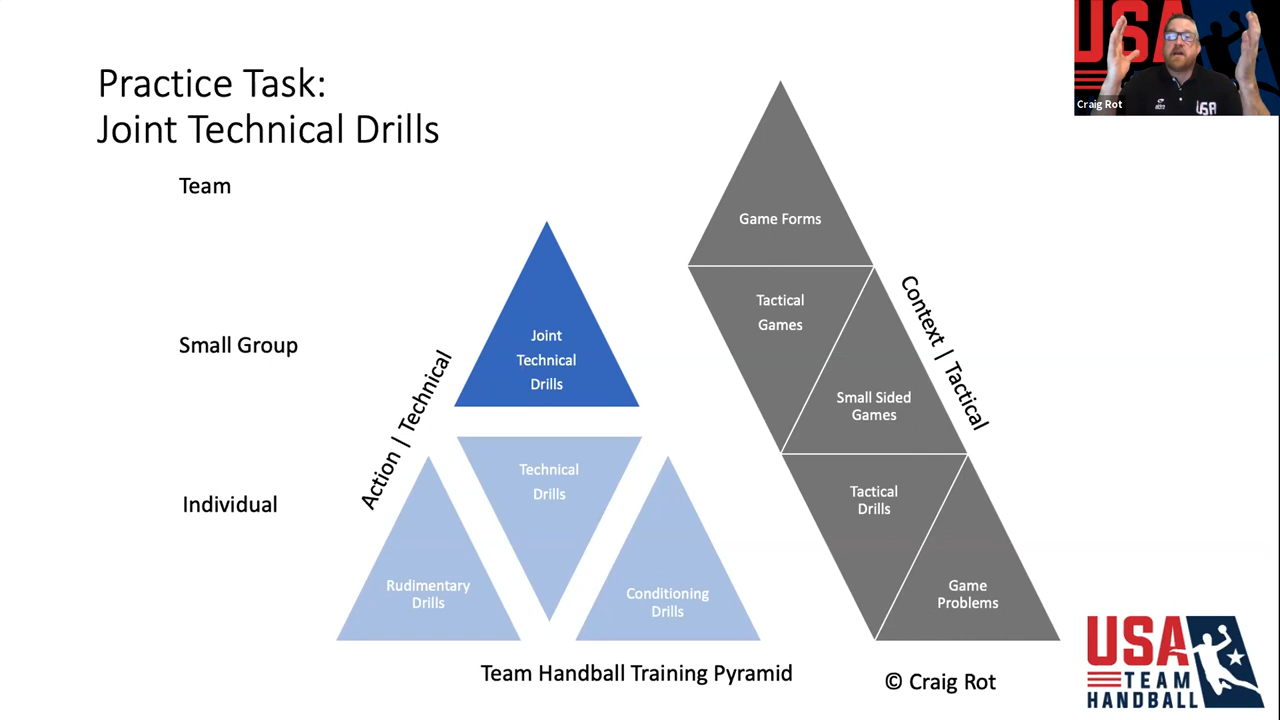 Practice Task:
Joint Technical Drills
USA
Craig Rot
USA
Team
Small Group
Individual
Action | Technical
Joint
Technical
Drills
Technical
Drills
Rudimentary
Drills
Conditioning
Drills
Game Forms
Tactical
Games
Small Sided
Games
Tactical
Drills
Game
Problems
Context | Tactical
Team Handball Training Pyramid
© Craig Rot
USA
TEAM
HANDBALL